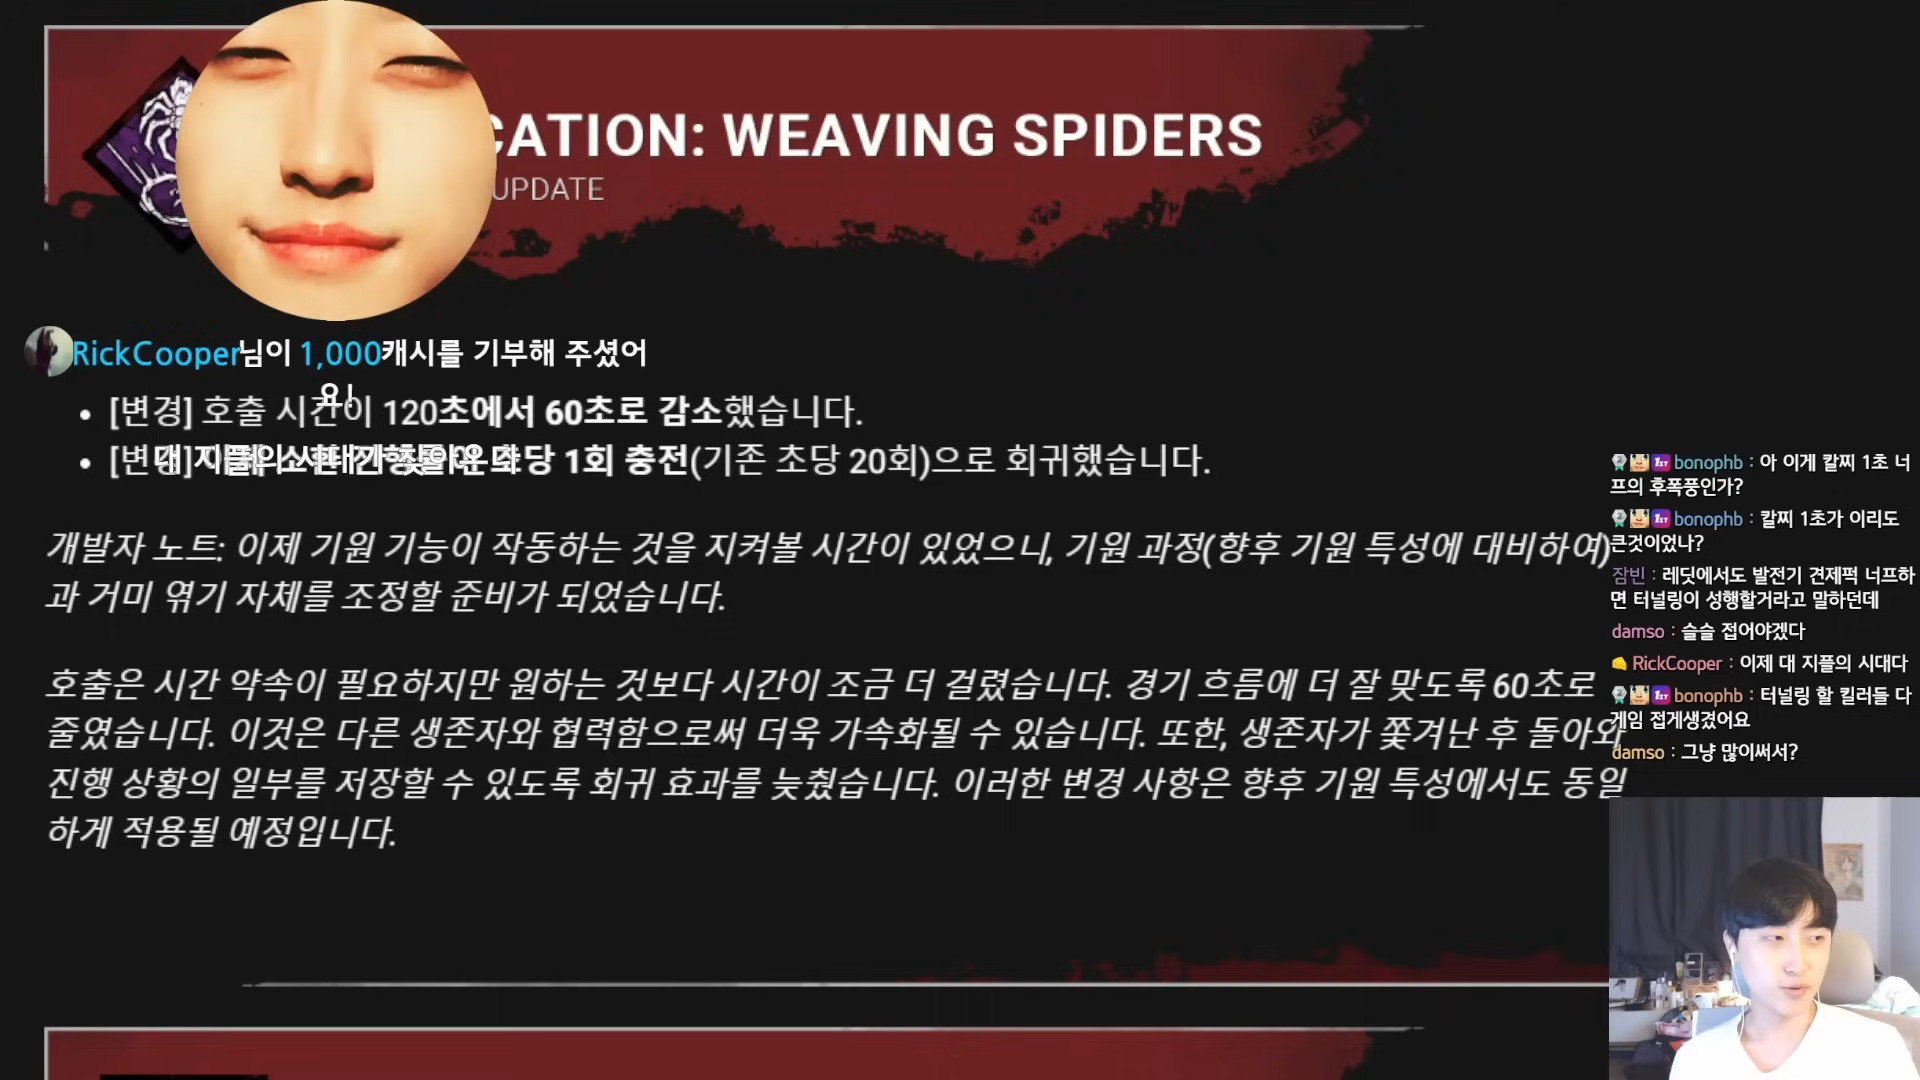 CATION: WEAVING SPIDERS
UPDATE
RickCooper님이 1,000캐시를 기부해 주셨어
요!
[변경] 호출 시간이 120초에서 60초로 감소했습니다.
당 1회 충전(기존 초당 20회)으로 회귀했습니다.
개발자 노트: 이제 기원 기능이 작동하는 것을 지켜볼 시간이 있었으니, 기원 과정(향후 기원 특성에 대비하여)
과 거미 엮기 자체를 조정할 준비가 되었습니다.
호출은 시간 약속이 필요하지만 원하는 것보다 시간이 조금 더 걸렸습니다. 경기 흐름에 더 잘 맞도록 60초로
줄였습니다. 이것은 다른 생존자와 협력함으로써 더욱 가속화될 수 있습니다. 또한, 생존자가 쫓겨난 후 돌아와
진행 상황의 일부를 저장할 수 있도록 회귀 효과를 늦췄습니다. 이러한 변경 사항은 향후 기원 특성에서도 동일
하게 적용될 예정입니다.
bonophb : 아 이게 칼찌 1초 너
프의 후폭풍인가?
bonophb : 칼찌 1초가 이리도
큰것이었나?
잠빈 : 레딧에서도 발전기 견제퍽 너프하
면 터널링이 성행할거라고 말하던데
damso : 슬슬 접어야겠다
RickCooper : 이제 대 지플의 시대다
bonophb : 터널링 할 킬러들 다
게임 접게생겼어요
damso : 그냥 많이써서?